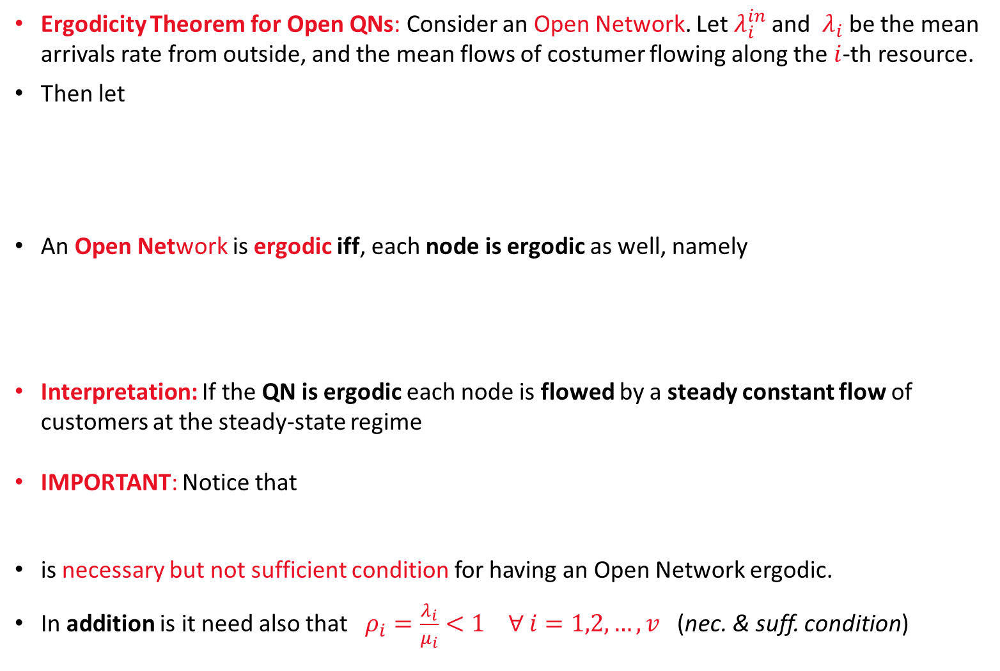 • Ergodicity Theorem for Open QNs: Consider an Open Network. Let λ_i^{in} and λ_i be the mean
arrivals rate from outside, and the mean flows of costumer flowing along the i-th resource.
• Then let
• An Open Network is ergodic iff, each node is ergodic as well, namely
• Interpretation: If the QN is ergodic each node is flowed by a steady constant flow of
customers at the steady-state regime
• IMPORTANT: Notice that
• is necessary but not sufficient condition for having an Open Network ergodic.
• In addition is it need also that ρ_i = λ_i/μ_i < 1 ∀ i = 1,2, … , v (nec. & suff. condition)